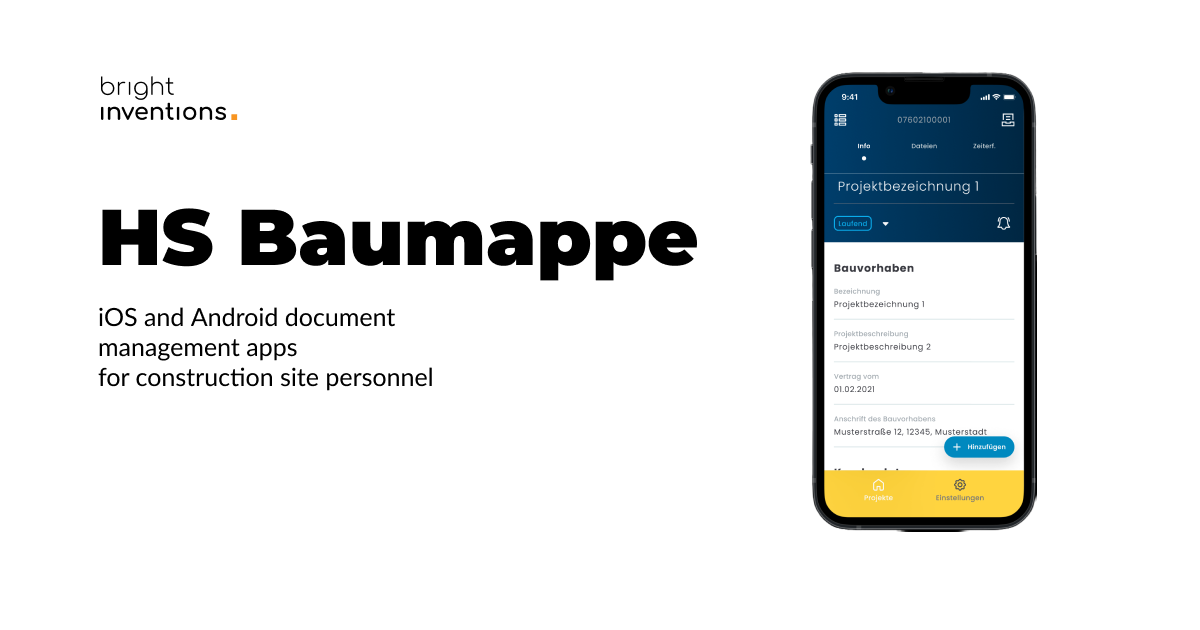 bright
inventions.
HS Baumappe
iOS and Android document
management apps
for construction site personnel
9:41
07602100001
Info Dateien Zeiterf.
Projektbezeichnung 1
Laufend
Bauvorhaben
Bezeichnung
Projektbezeichnung 1
Projektbeschreibung
Projektbeschreibung 2
Vertrag vom
01.02.2021
Anschrift des Bauvorhabens
Musterstraße 12, 12345, Musterstadt
+ Hinzufügen
Projekte Einstellungen